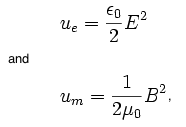 u_e = \frac{\epsilon_0}{2} E^2
and
u_m = \frac{1}{2\mu_0} B^2,